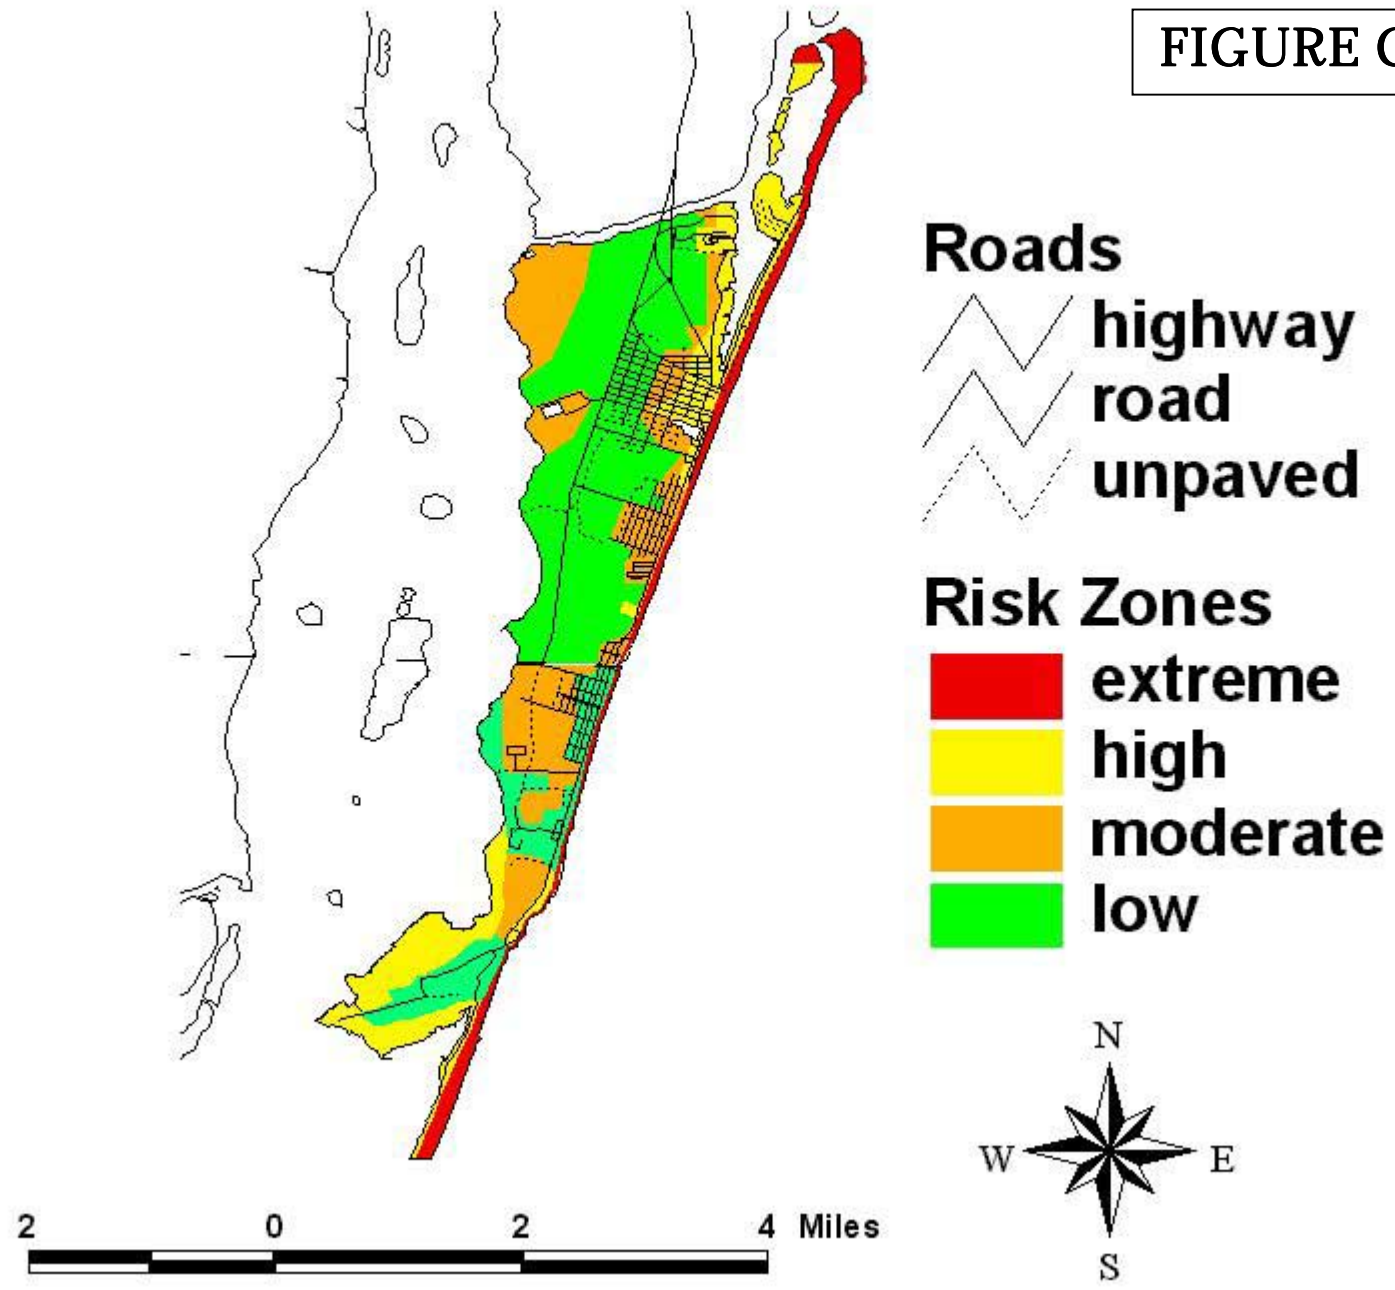 FIGURE
Roads
highway
road
unpaved
Risk Zones
extreme
high
moderate
low
N
W E
S
2 0 2 4 Miles